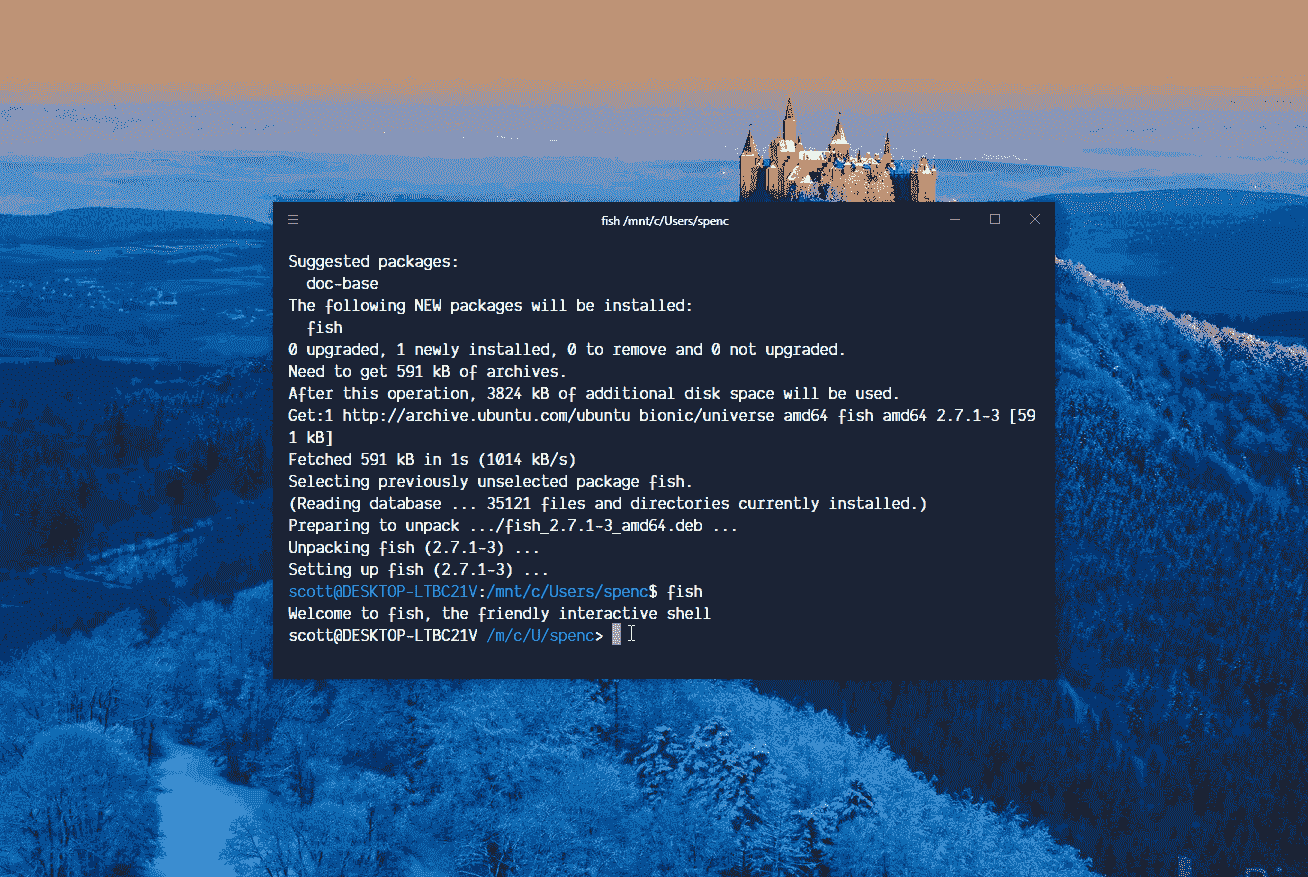 fish /mnt/c/Users/spenc
Suggested packages:
doc-base
The following NEW packages will be installed:
fish
0 upgraded, 1 newly installed, 0 to remove and 0 not upgraded.
Need to get 591 kB of archives.
After this operation, 3824 kB of additional disk space will be used.
Get:1 http://archive.ubuntu.com/ubuntu bionic/universe amd64 fish amd64 2.7.1-3 [59
1 kB]
Fetched 591 kB in 1s (1014 kB/s)
Selecting previously unselected package fish.
(Reading database ... 35121 files and directories currently installed.)
Preparing to unpack .../fish_2.7.1-3_amd64.deb ...
Unpacking fish (2.7.1-3) ...
Setting up fish (2.7.1-3) ...
scott@DESKTOP-LTBC21V:/mnt/c/Users/spenc$ fish
Welcome to fish, the friendly interactive shell
scott@DESKTOP-LTBC21V /m/c/U/spenc>